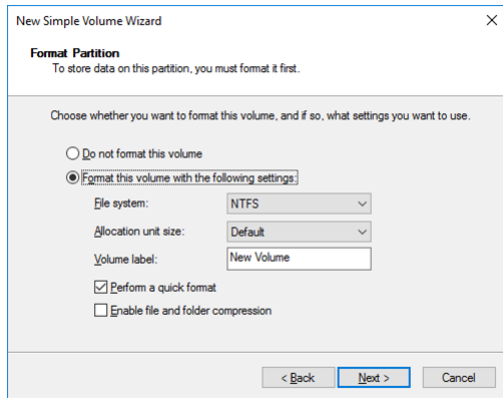 New Simple Volume Wizard
Format Partition
To store data on this partition, you must format it first.
Choose whether you want to format this volume, and if so, what settings you want to use.
Do not format this volume
Format this volume with the following settings:
File system: NTFS
Allocation unit size: Default
Volume label: New Volume
Perform a quick format
Enable file and folder compression
< Back Next > Cancel